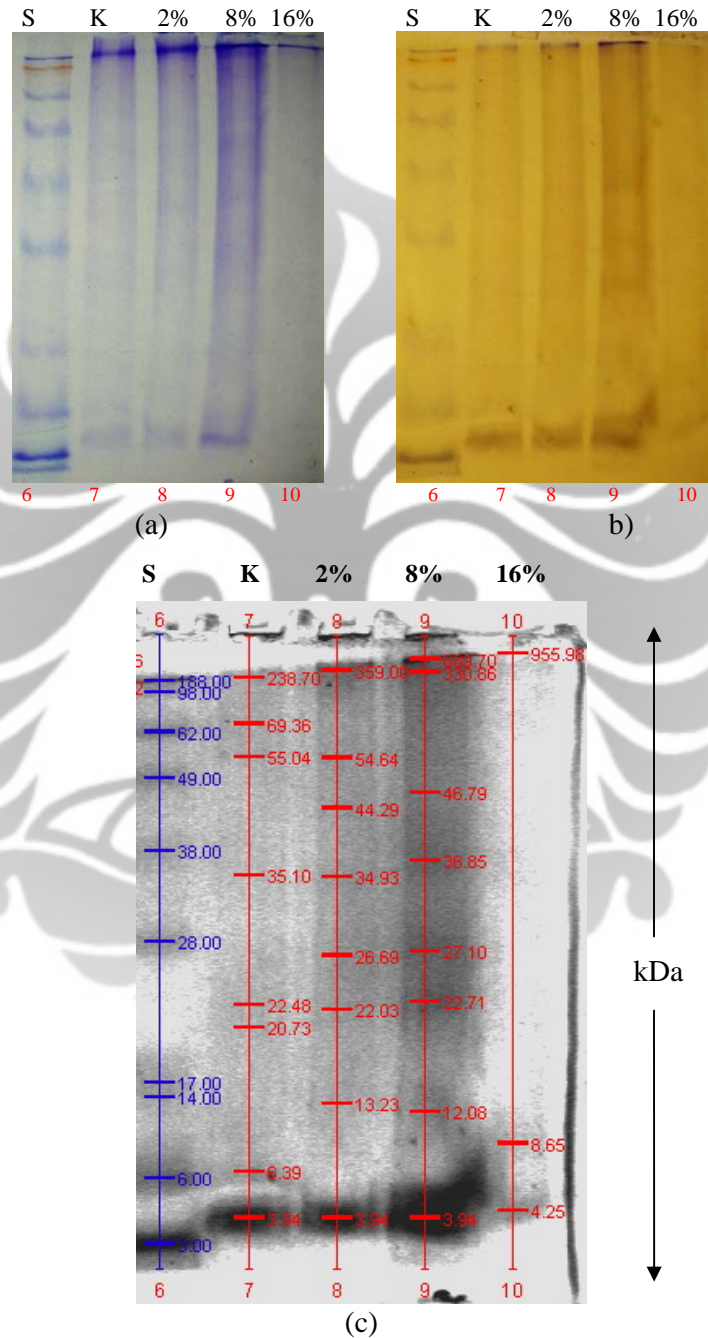 S K 2% 8% 16%
S K 2% 8% 16%
6 7 8 9 10
6 7 8 9 10
(a)
b)
S K 2% 8% 16%
6 7 8 9 10
955.98
238.70 359.00 330.86
188.00
98.00
69.36
62.00
55.04 54.64
49.00 46.79
44.29
38.00 36.85
35.10 34.93
28.00 27.10
26.69
kDa
22.48 22.03 22.71
20.73
17.00
14.00 13.23 12.08
8.65
6.39
6.00
3.94 3.94 3.94 4.25
3.00
6 7 8 9 10
(c)